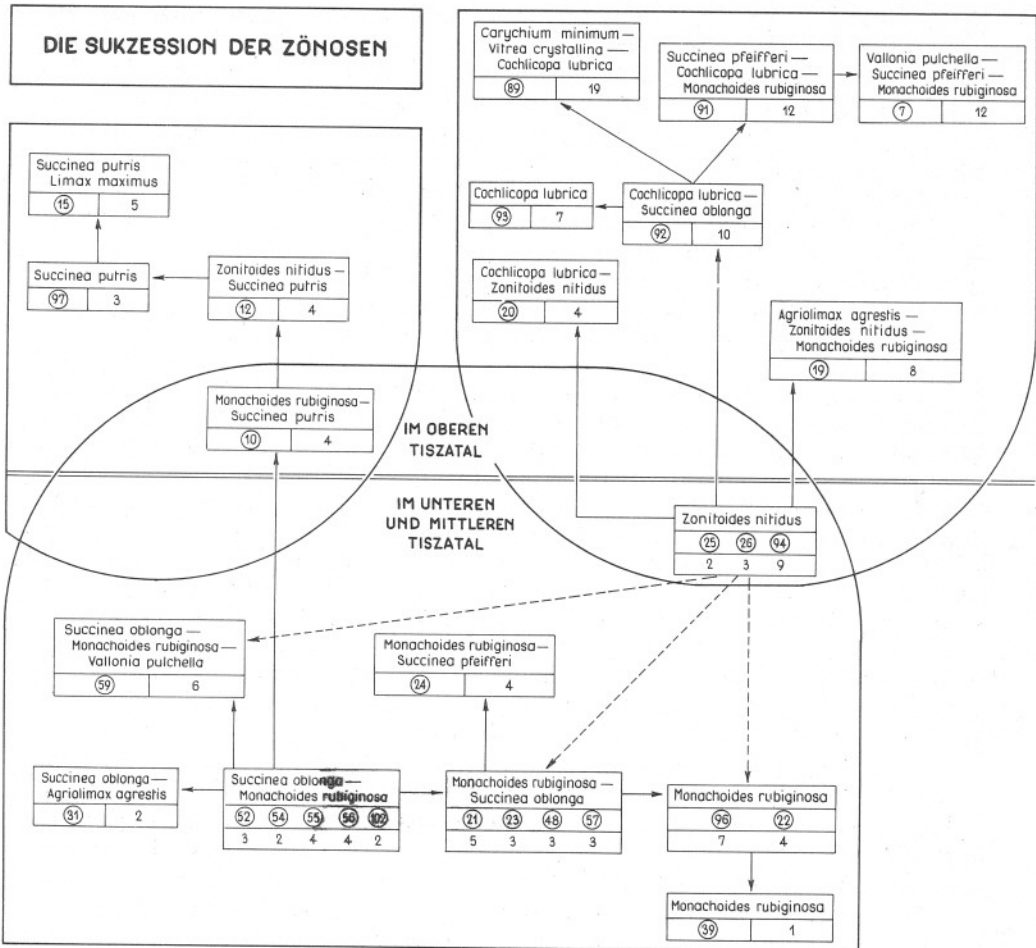 DIE SUKZESSION DER ZÖNOSEN
Carychium minimum —
Vitrea crystallina —
Cochlicopa lubrica
89 19
Succinea pfeifferi —
Cochlicopa lubrica —
Monachoides rubiginosa
91 12
Vallonia pulchella —
Succinea pfeifferi —
Monachoides rubiginosa
7 12
Succinea putris
Limax maximus
15 5
Cochlicopa lubrica
93 7
Cochlicopa lubrica —
Succinea oblonga
92 10
Succinea putris
97 3
Zonitoides nitidus —
Succinea putris
12 4
Cochlicopa lubrica —
Zonitoides nitidus
20 4
Agriolimax agrestis —
Zonitoides nitidus —
Monachoides rubiginosa
19 8
Monachoides rubiginosa —
Succinea putris
10 4
IM OBEREN
TISZATAL
IM UNTEREN
UND MITTLEREN
TISZATAL
Zonitoides nitidus
25 26 94
2 3 9
Succinea oblonga —
Monachoides rubiginosa —
Vallonia pulchella
59 6
Monachoides rubiginosa —
Succinea pfeifferi
24 4
Succinea oblonga —
Agriolimax agrestis
31 2
Succinea oblonga —
Monachoides rubiginosa
52 54 55 56 102
3 2 4 4 2
Monachoides rubiginosa —
Succinea oblonga
21 23 48 57
5 3 3 3
Monachoides rubiginosa
96 22
7 4
Monachoides rubiginosa
39 1